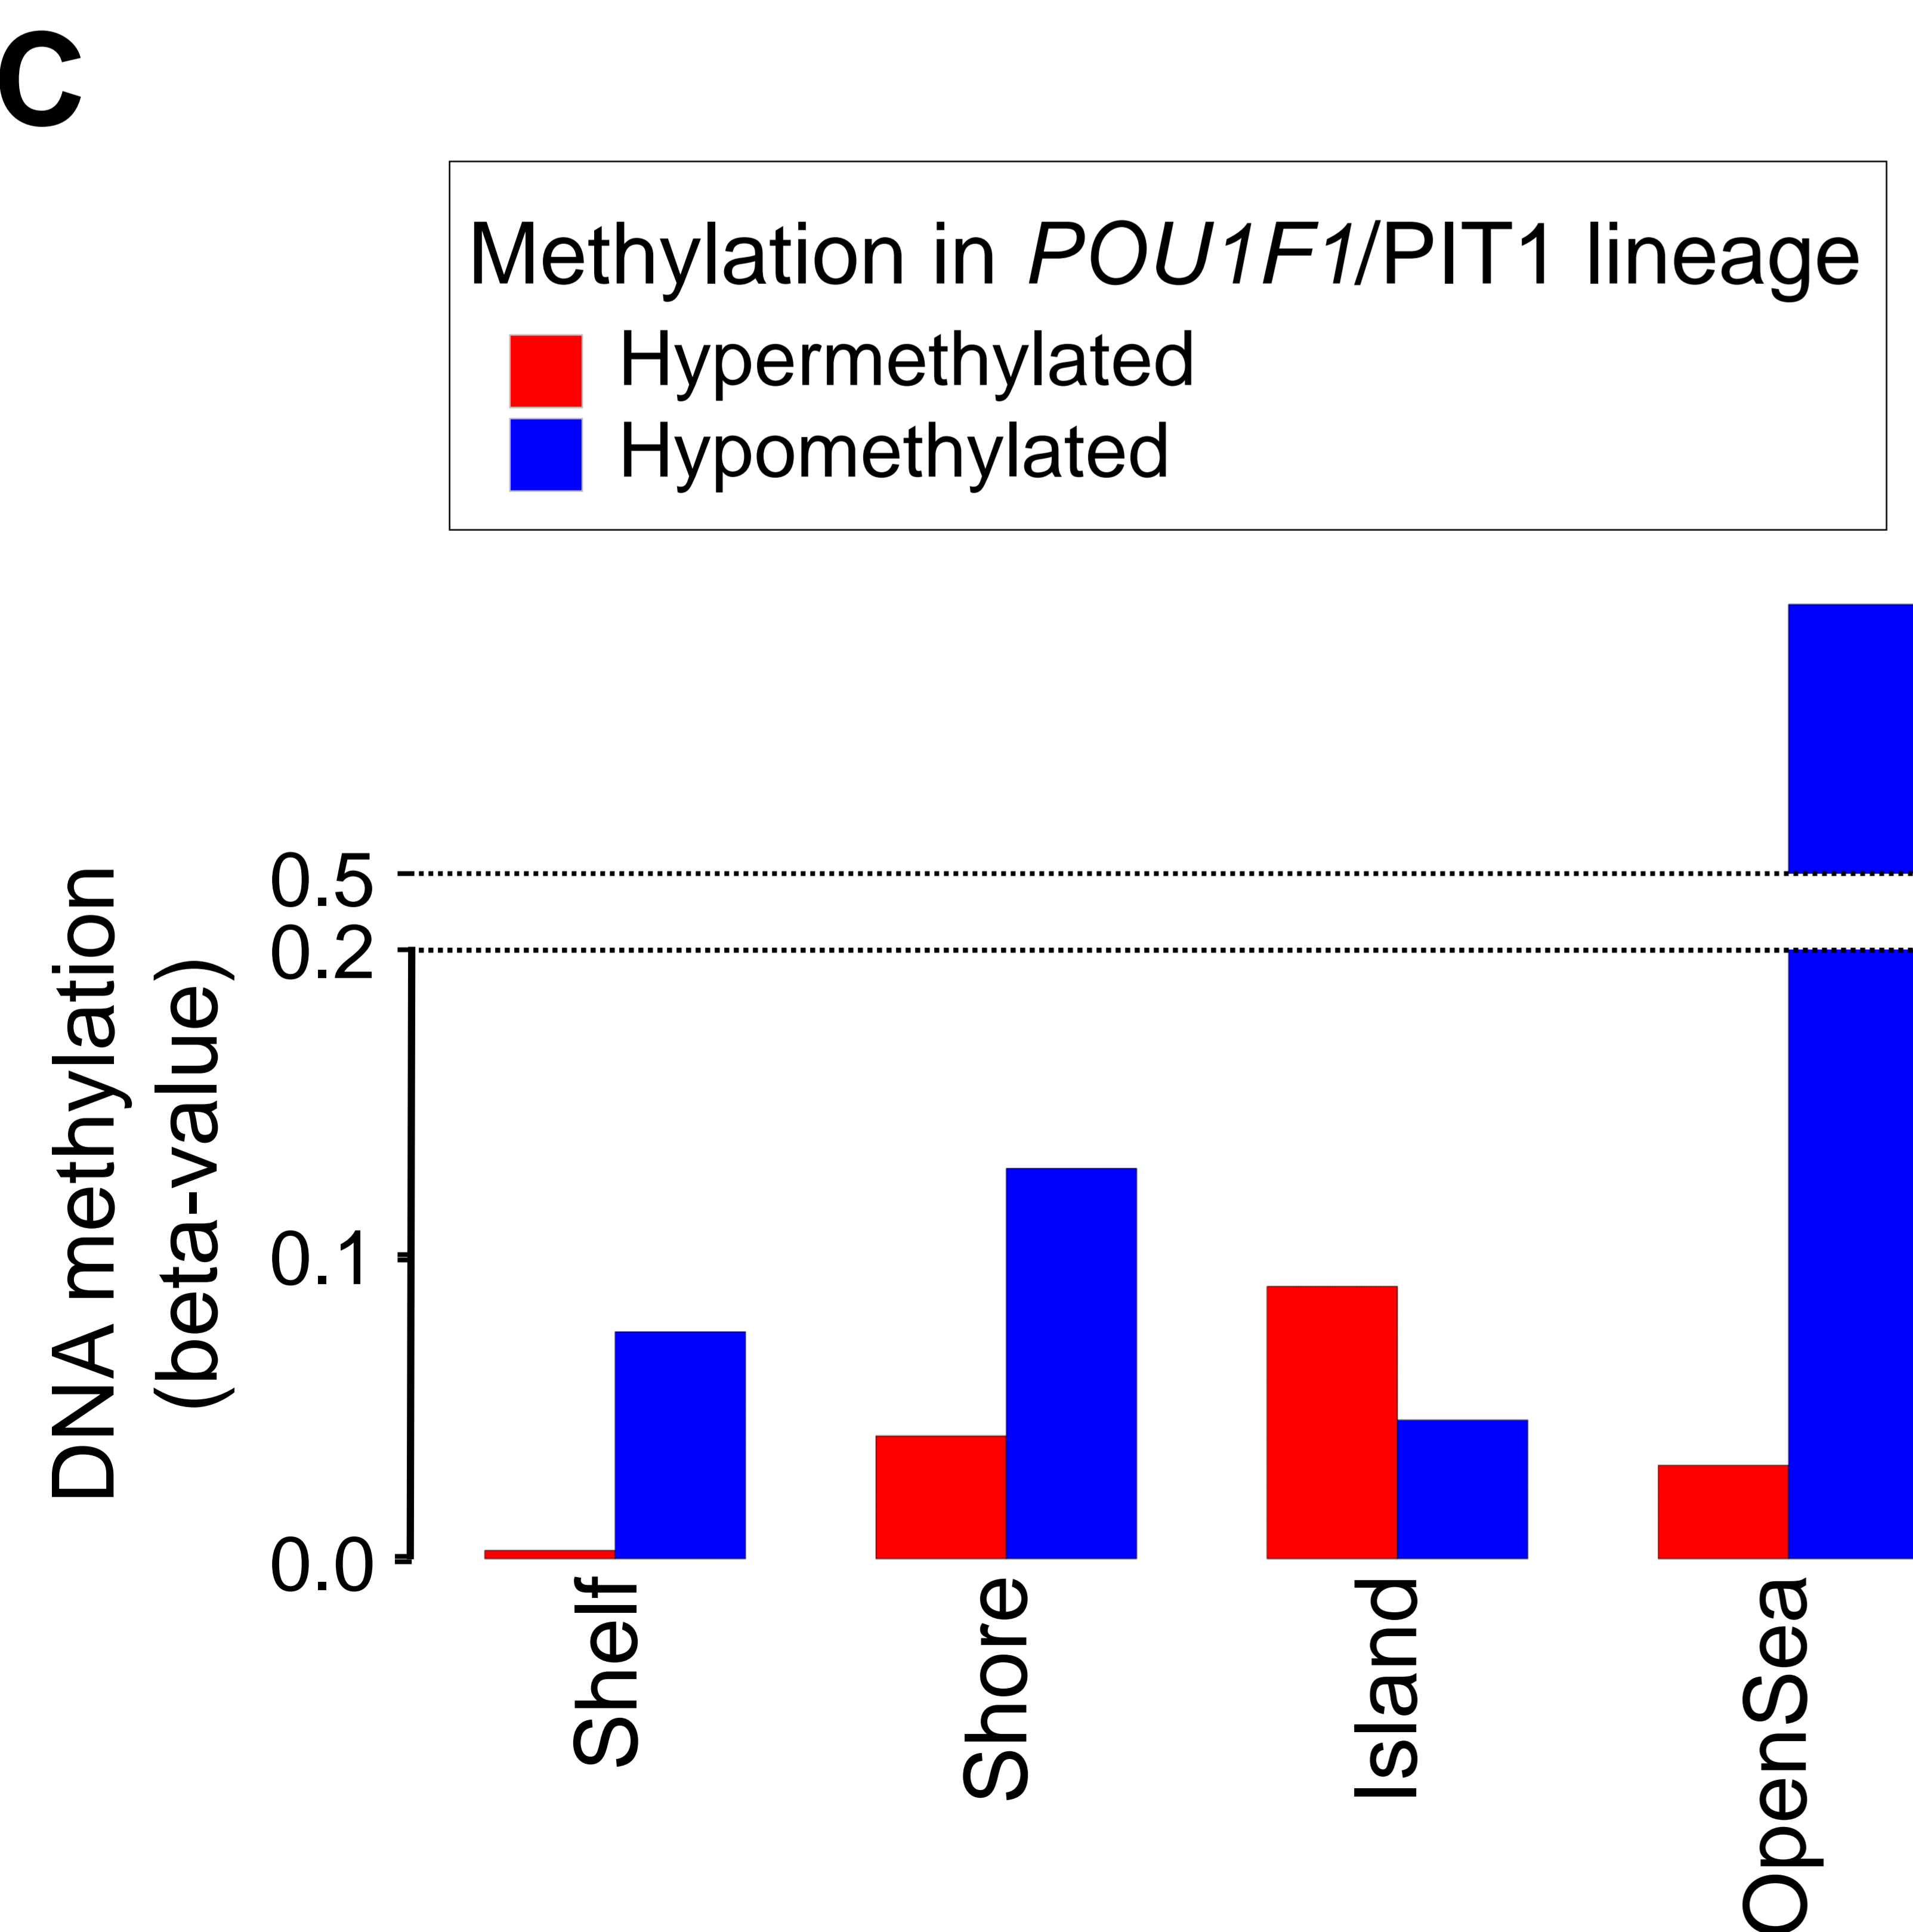 C
Methylation in POU1F1/PIT1 lineage
Hypermethylated
Hypomethylated
DNA methylation
(beta-value)
0.5
0.2
0.1
0.0
Shelf
Shore
Island
OpenSea